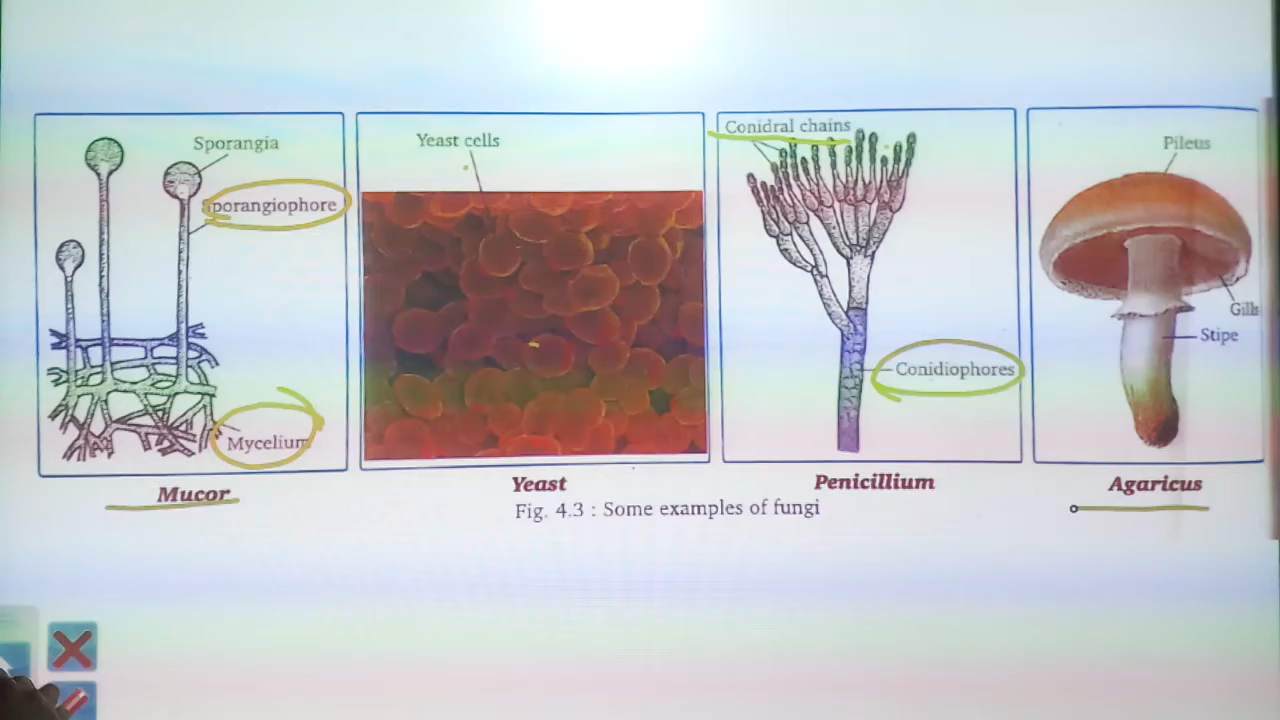 Sporangia
Sporangiophore
Mycelium
Mucor
Yeast cells
Yeast
Conidral chains
Conidiophores
Penicillium
Pileus
Gills
Stipe
Agaricus
Fig. 4.3 : Some examples of fungi